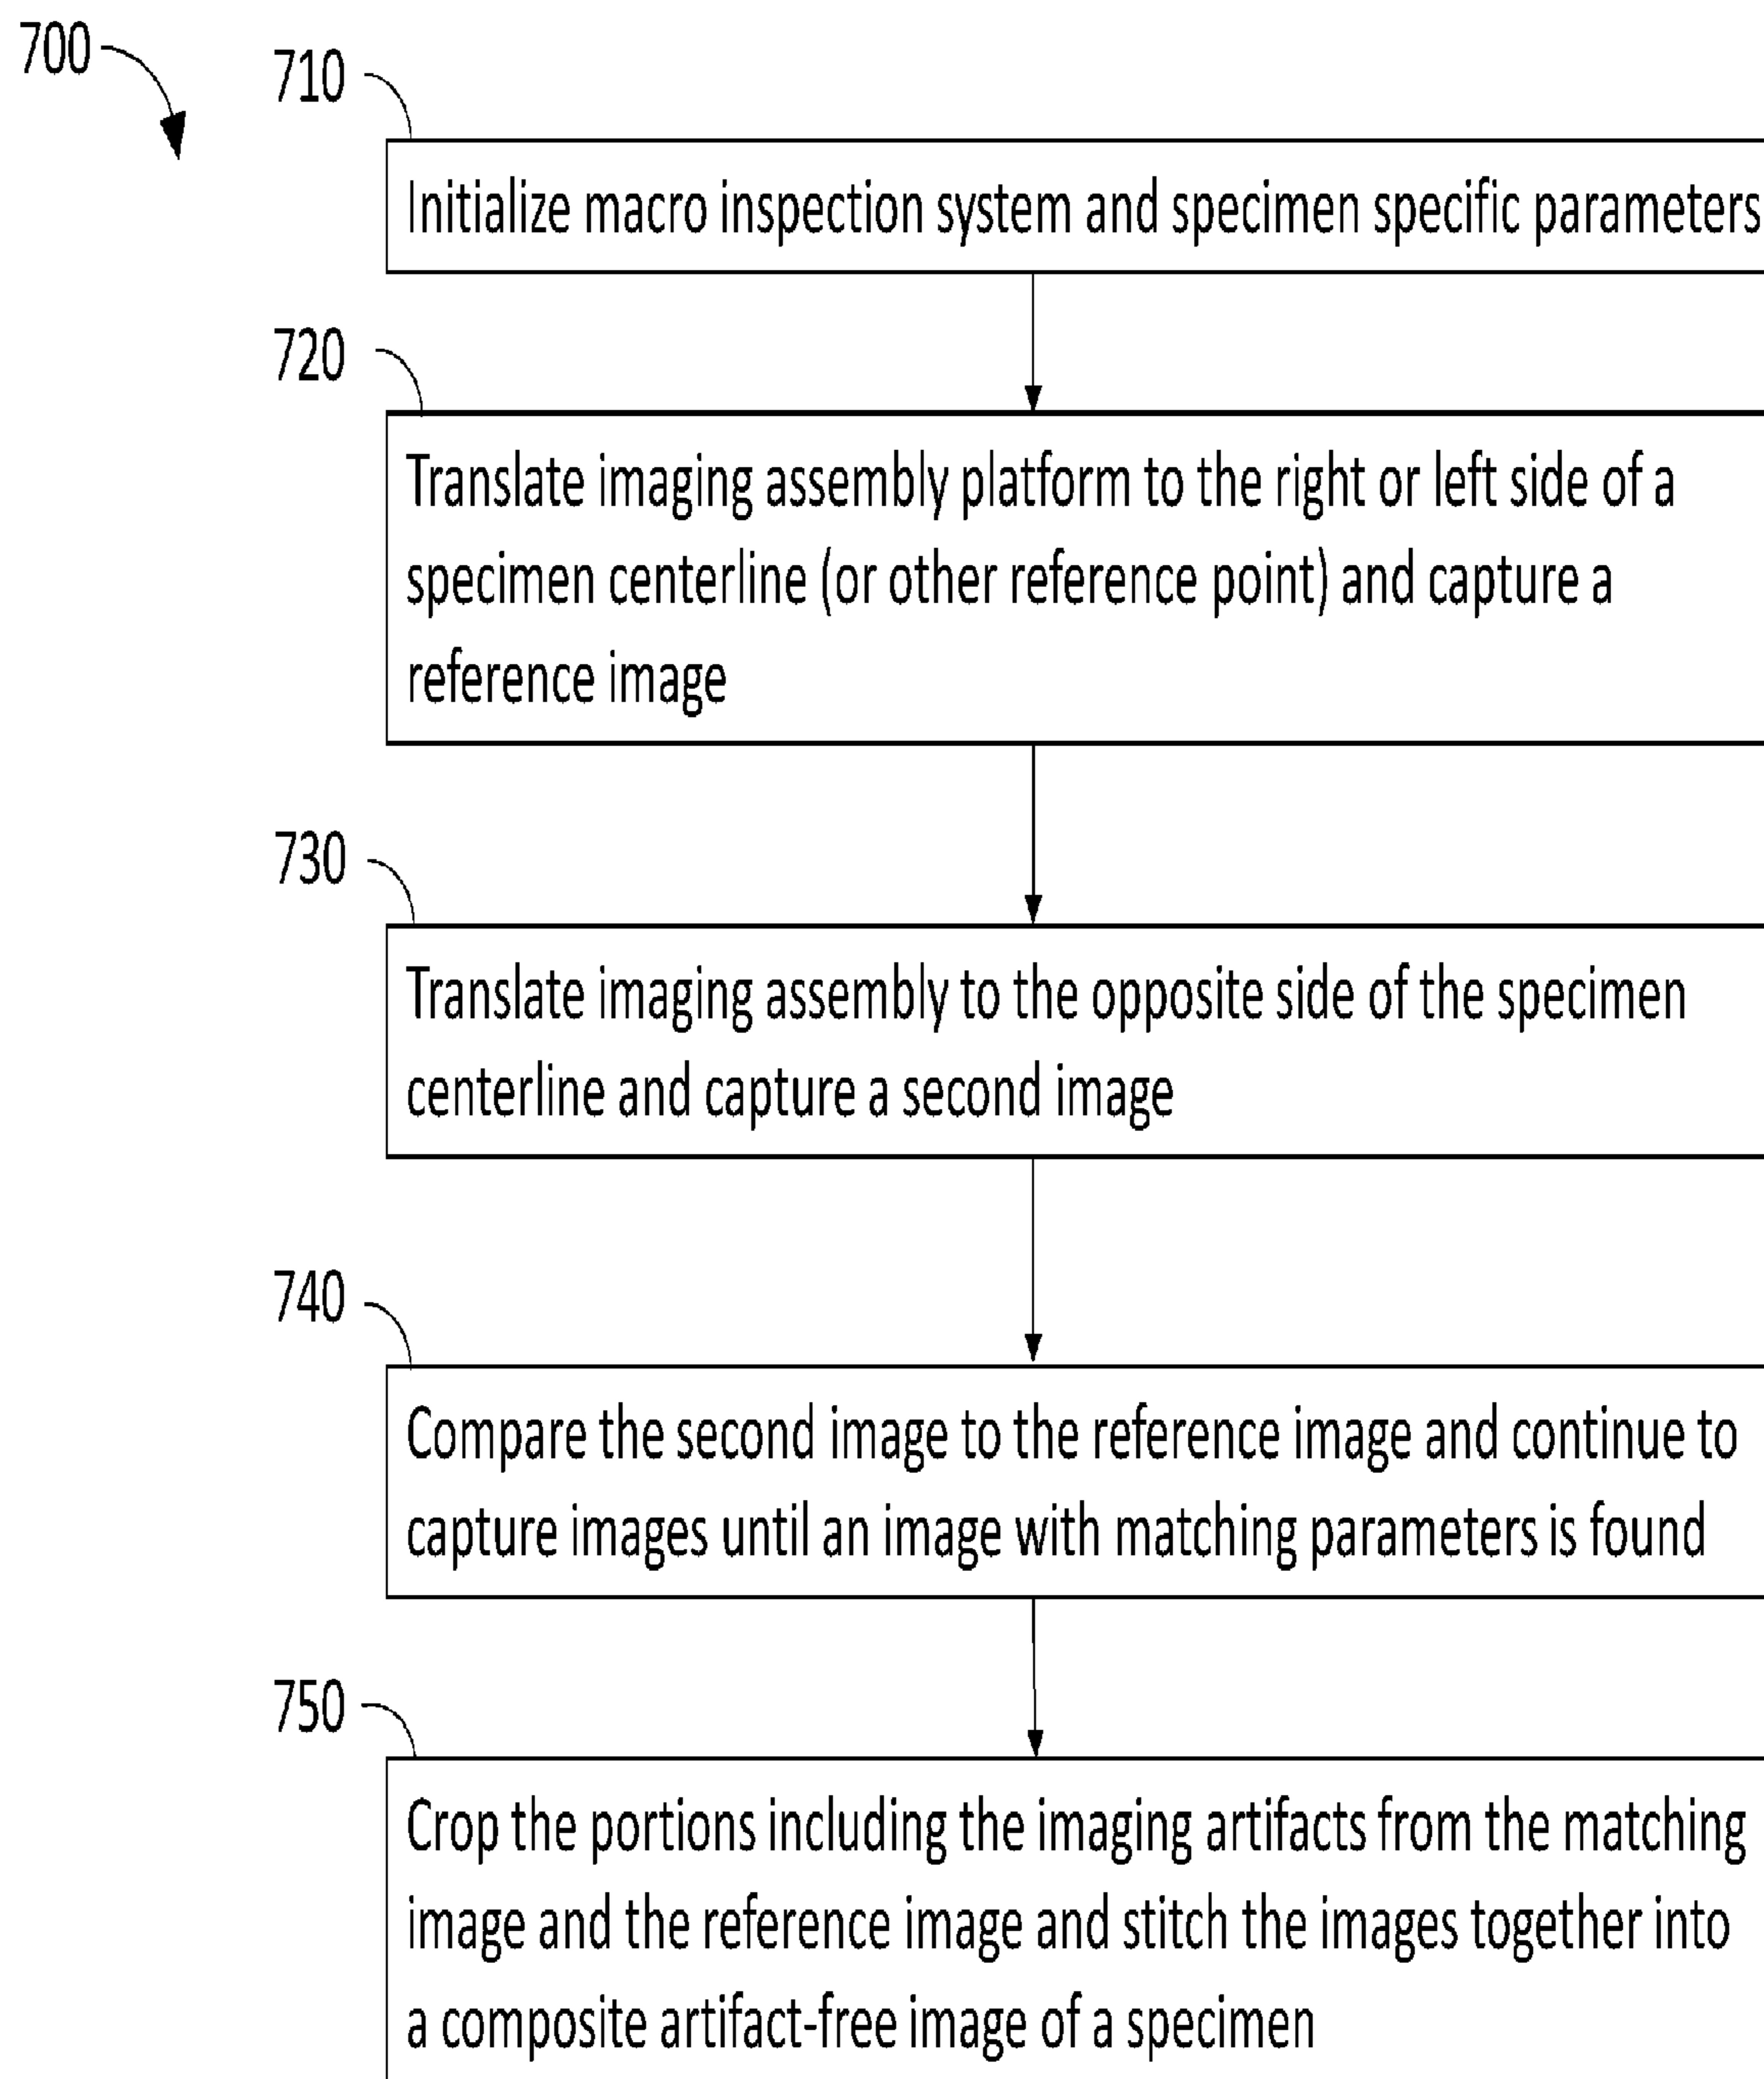 700
710
Initialize macro inspection system and specimen specific parameters
720
Translate imaging assembly platform to the right or left side of a
specimen centerline (or other reference point) and capture a
reference image
730
Translate imaging assembly to the opposite side of the specimen
centerline and capture a second image
740
Compare the second image to the reference image and continue to
capture images until an image with matching parameters is found
750
Crop the portions including the imaging artifacts from the matching
image and the reference image and stitch the images together into
a composite artifact-free image of a specimen